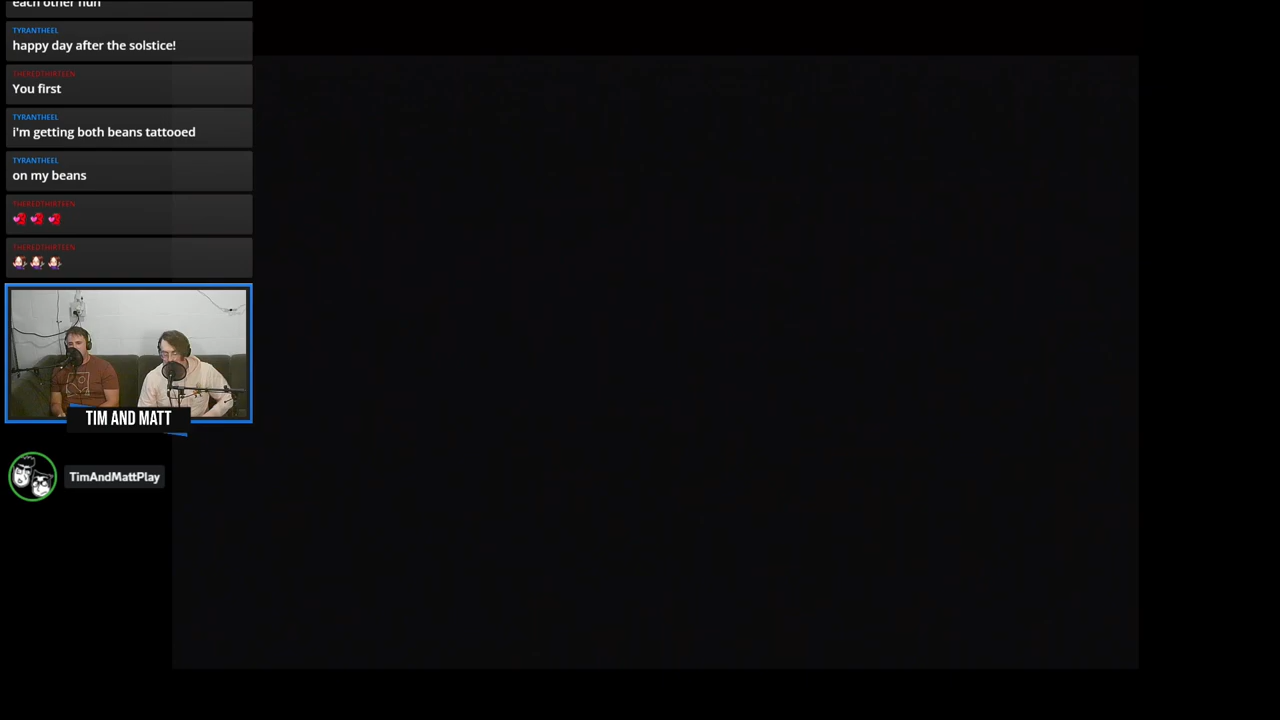 each other huh
TYRANTHEEL
happy day after the solstice!
THEREDTHIRTEEN
You first
TYRANTHEEL
i'm getting both beans tattooed
TYRANTHEEL
on my beans
THEREDTHIRTEEN
THEREDTHIRTEEN
TIM AND MATT
TimAndMattPlay